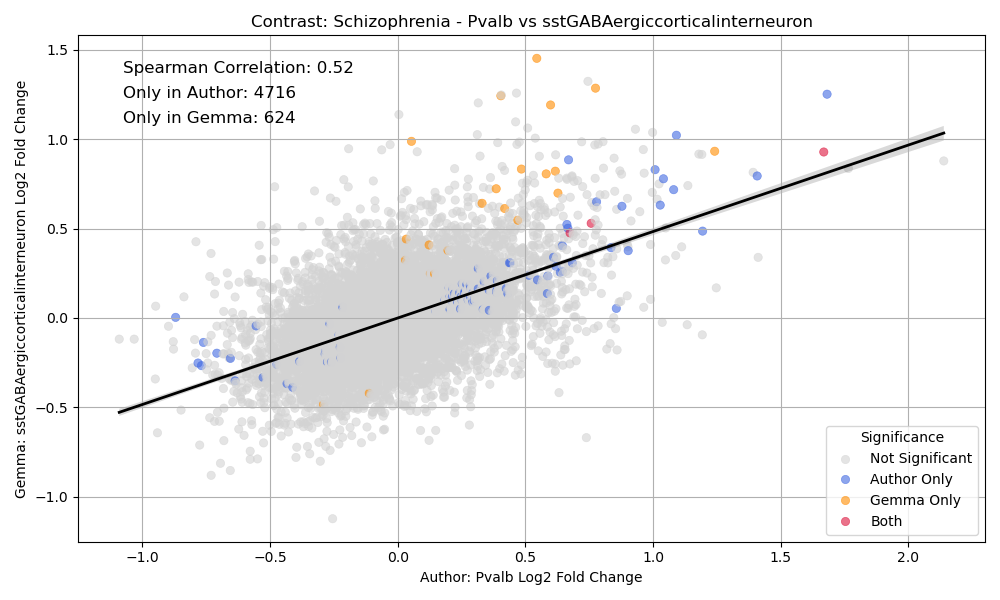 Contrast: Schizophrenia - Pvalb vs sstGABAergiccorticalinterneuron
Gemma: sstGABAergiccorticalinterneuron Log2 Fold Change
1.5
1.0
0.5
0.0
−0.5
−1.0
Spearman Correlation: 0.52
Only in Author: 4716
Only in Gemma: 624
Significance
Not Significant
Author Only
Gemma Only
Both
−1.0
−0.5
0.0
0.5
1.0
1.5
2.0
Author: Pvalb Log2 Fold Change